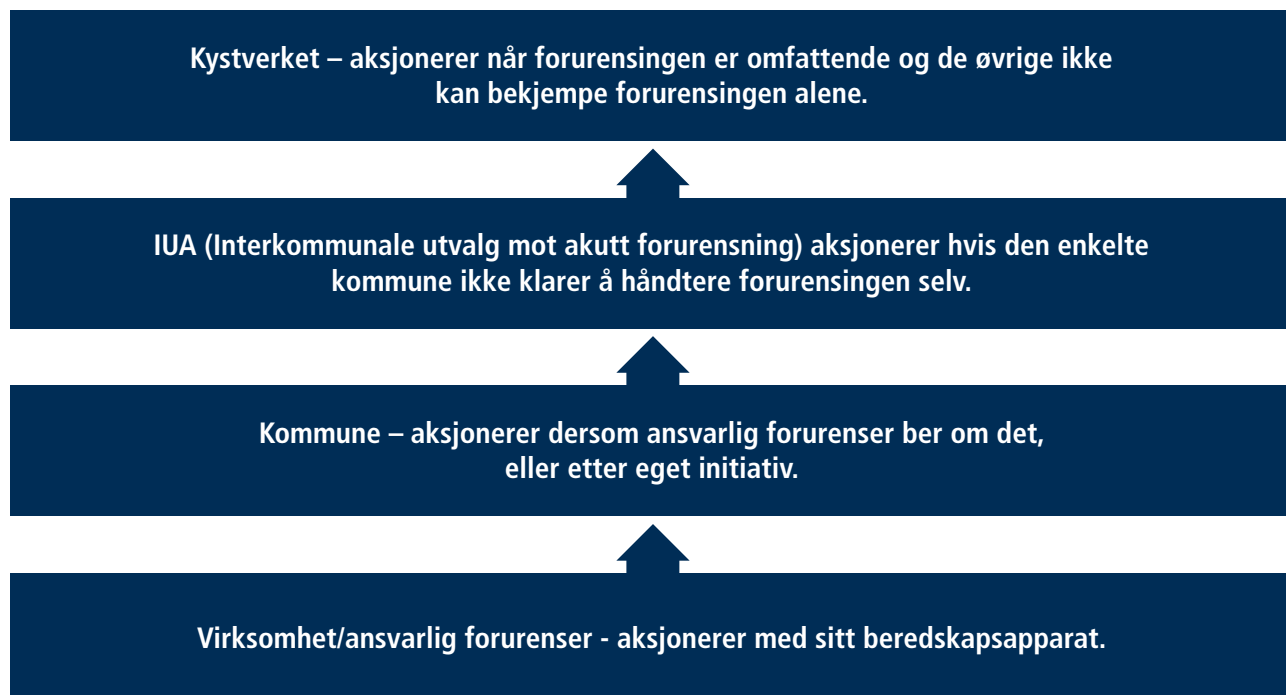 Kystverket – aksjonerer når forurensingen er omfattende og de øvrige ikke
kan bekjempe forurensingen alene.
IUA (Interkommunale utvalg mot akutt forurensning) aksjonerer hvis den enkelte
kommune ikke klarer å håndtere forurensingen selv.
Kommune – aksjonerer dersom ansvarlig forurenser ber om det,
eller etter eget initiativ.
Virksomhet/ansvarlig forurenser - aksjonerer med sitt beredskapsapparat.